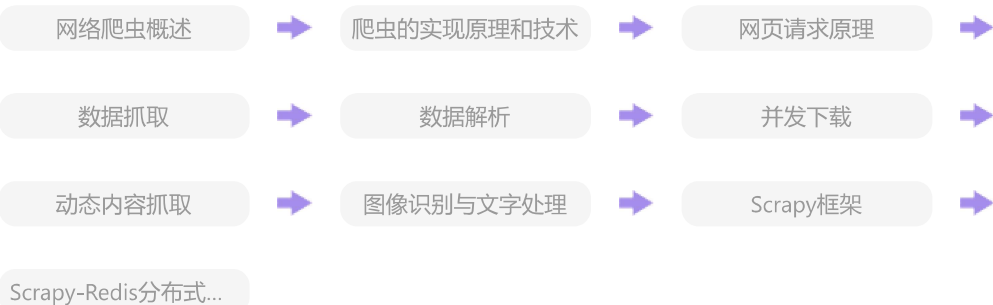 网络爬虫概述
爬虫的实现原理和技术
网页请求原理
数据抓取
数据解析
并发下载
动态内容抓取
图像识别与文字处理
Scrapy框架
Scrapy-Redis分布式...